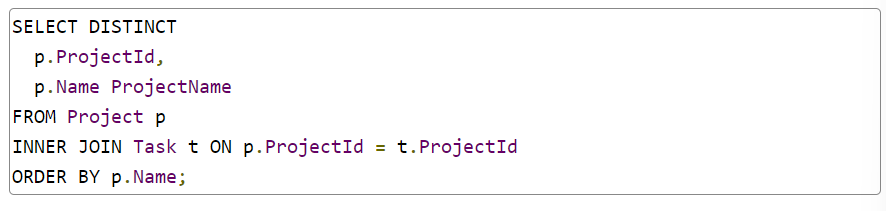 SELECT DISTINCT
  p.ProjectId,
  p.Name ProjectName
FROM Project p
INNER JOIN Task t ON p.ProjectId = t.ProjectId
ORDER BY p.Name;